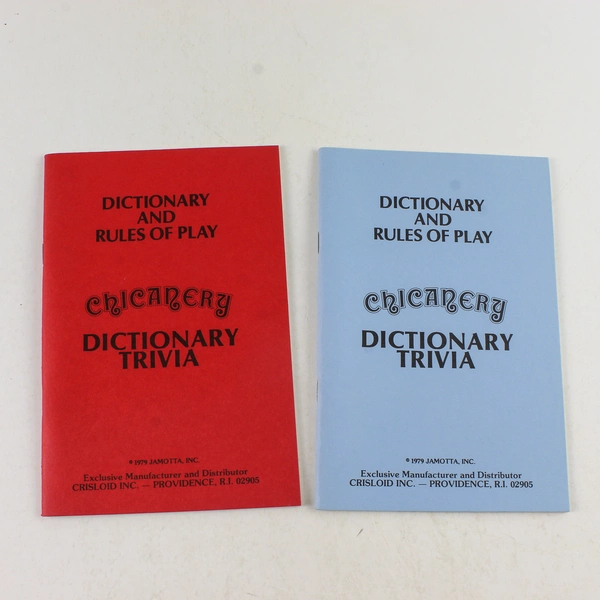 DICTIONARY
AND
RULES OF PLAY
CHICANERY
DICTIONARY
TRIVIA
© 1979 JAMOTTA, INC.
Exclusive Manufacturer and Distributor
CRISLOID INC. — PROVIDENCE, R.I. 02905
DICTIONARY
AND
RULES OF PLAY
CHICANERY
DICTIONARY
TRIVIA
© 1979 JAMOTTA, INC.
Exclusive Manufacturer and Distributor
CRISLOID INC. — PROVIDENCE, R.I. 02905